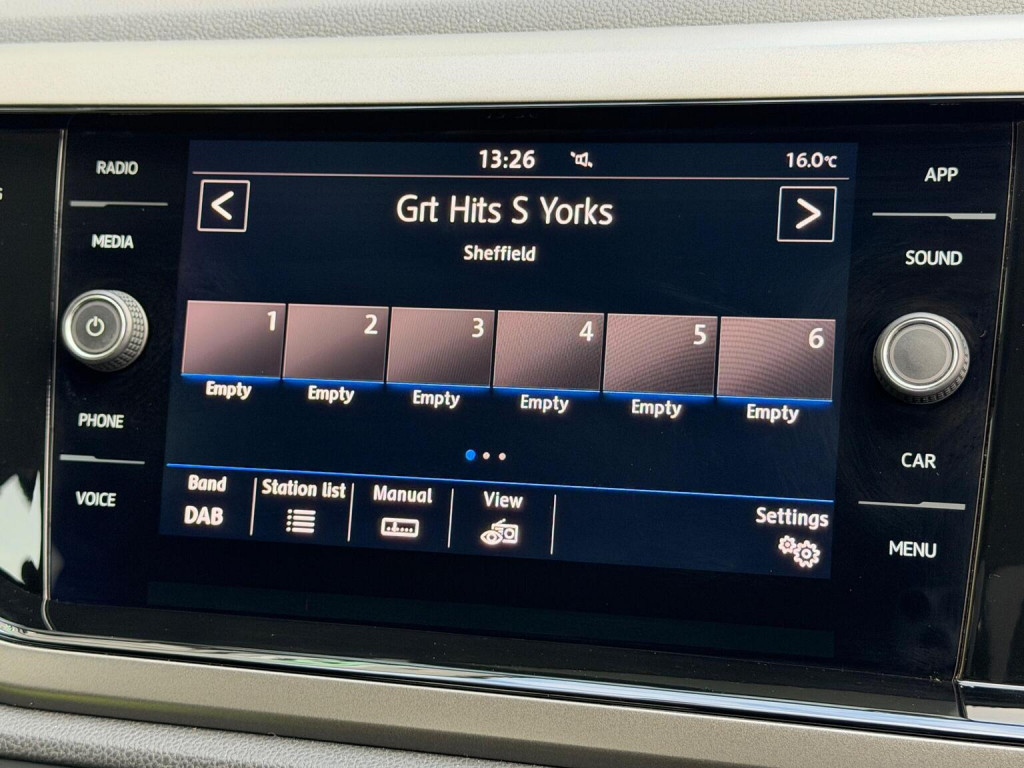 RADIO
MEDIA
PHONE
VOICE
13:26
16.0°C
Grt Hits S Yorks
Sheffield
1 2 3 4 5 6
Empty Empty Empty Empty Empty Empty
Band Station list Manual View Settings
DAB
APP
SOUND
CAR
MENU